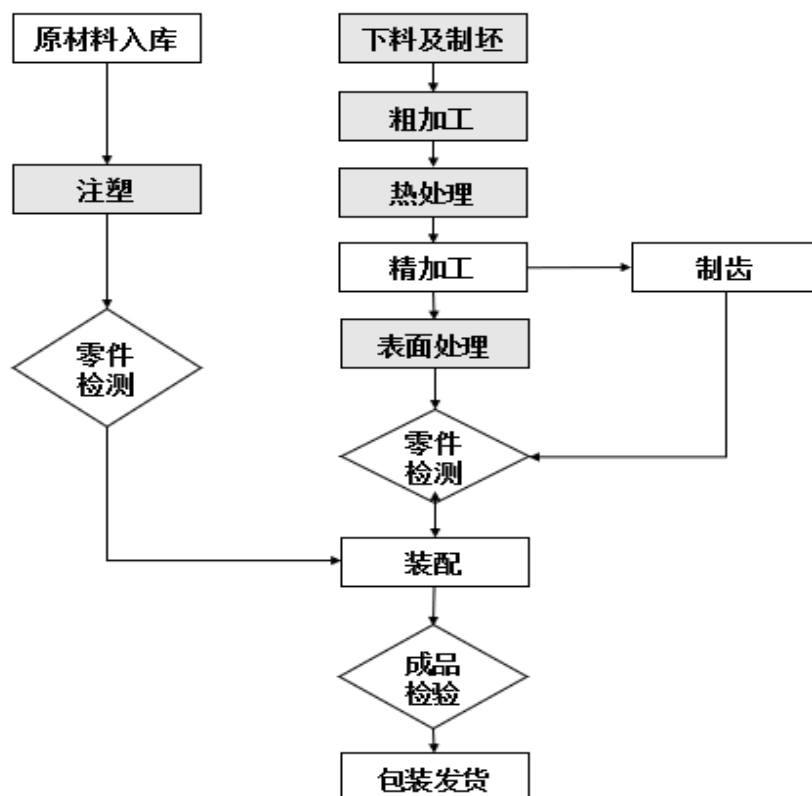 原材料入库
下料及制坯
粗加工
注塑
热处理
精加工
制齿
表面处理
零件
检测
零件
检测
装配
成品
检验
包装发货